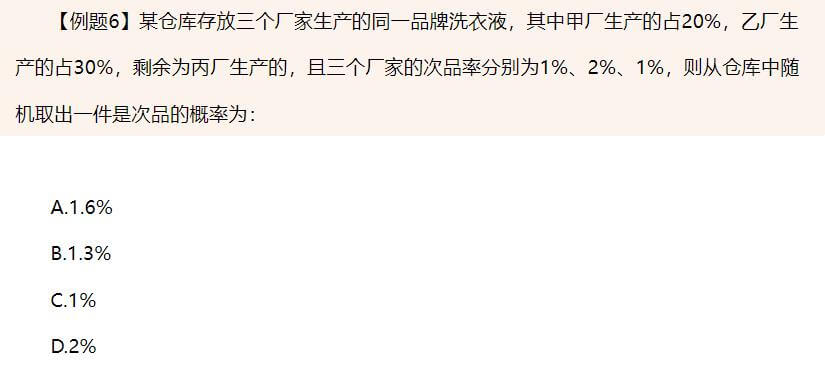 【例题6】某仓库存放三个厂家生产的同一品牌洗衣液，其中甲厂生产的占20%，乙厂生
产的占30%，剩余为丙厂生产的，且三个厂家的次品率分别为1%、2%、1%，则从仓库中随
机取出一件是次品的概率为：
A.1.6%
B.1.3%
C.1%
D.2%